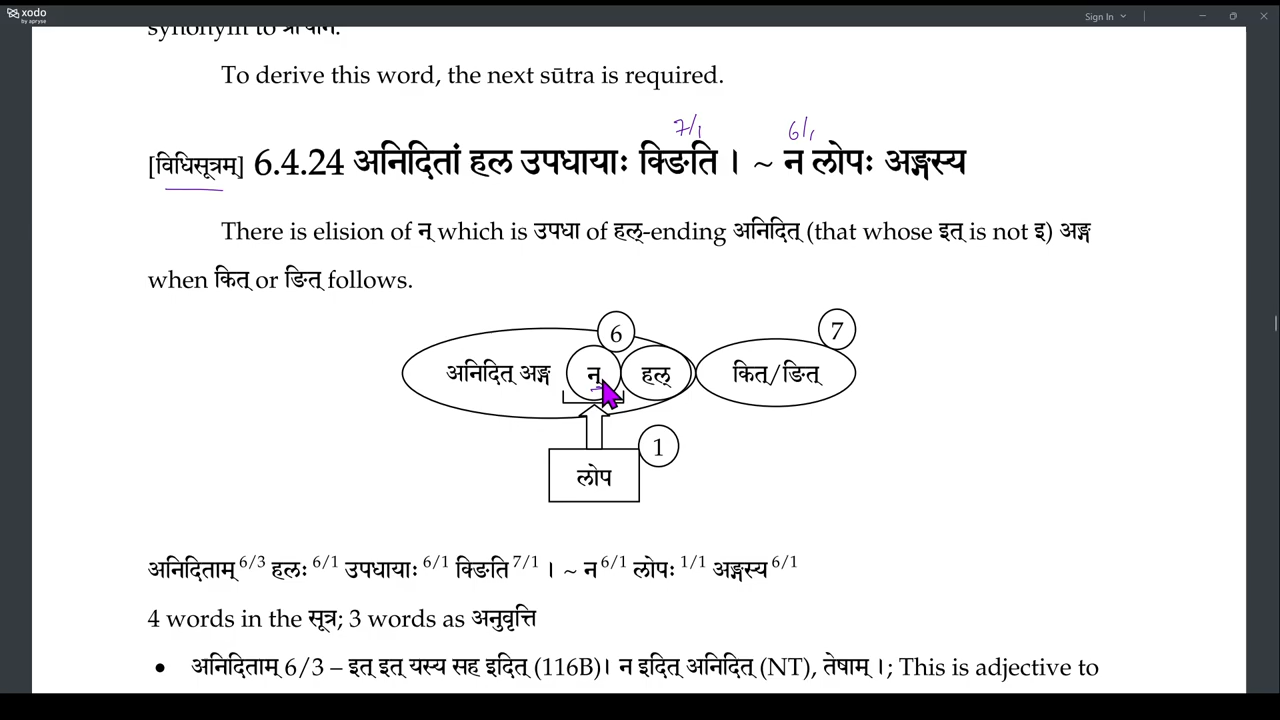 xodo
by apryse
Sign In
synonym to प्राचीन.
To derive this word, the next sūtra is required.
7/1 6/1
[विधिसूत्रम्] 6.4.24 अनिदितां हल उपधायाः क्ङिति । ~ न लोपः अङ्गस्य
There is elision of न् which is उपधा of हल्-ending अनिदित् (that whose इत् is not इ) अङ्ग
when कित् or ङित् follows.
6 7
अनिदित् अङ्ग न् हल् कित्/ङित्
1
लोप
अनिदिताम् 6/3 हलः 6/1 उपधायाः 6/1 क्ङिति 7/1 । ~ न 6/1 लोपः 1/1 अङ्गस्य 6/1
4 words in the सूत्र; 3 words as अनुवृत्ति
• अनिदिताम् 6/3 – इत् इत् यस्य सह इदित् (116B)। न इदित् अनिदित् (NT), तेषाम् ।; This is adjective to